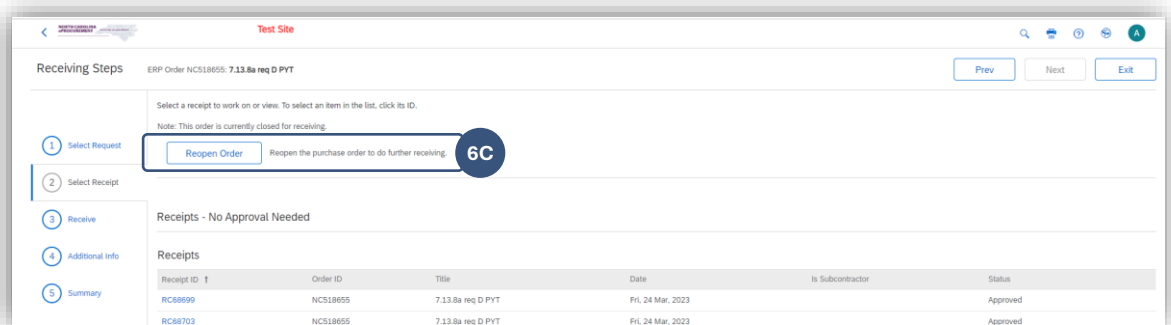 NORTH CAROLINA
ePROCUREMENT
Test Site
A
Receiving Steps
ERP Order NC518655: 7.13.8a req D PYT
Prev
Next
Exit
Select a receipt to work on or view. To select an item in the list, click its ID.
Note: This order is currently closed for receiving.
1 Select Request
Reopen Order
Reopen the purchase order to do further receiving.
6C
2 Select Receipt
3 Receive
Receipts - No Approval Needed
4 Additional Info
Receipts
5 Summary
Receipt ID ↑ Order ID Title Date Is Subcontractor Status
RC68699 NC518655 7.13.8a req D PYT Fri, 24 Mar, 2023 Approved
RC68703 NC518655 7.13.8a req D PYT Fri, 24 Mar, 2023 Approved